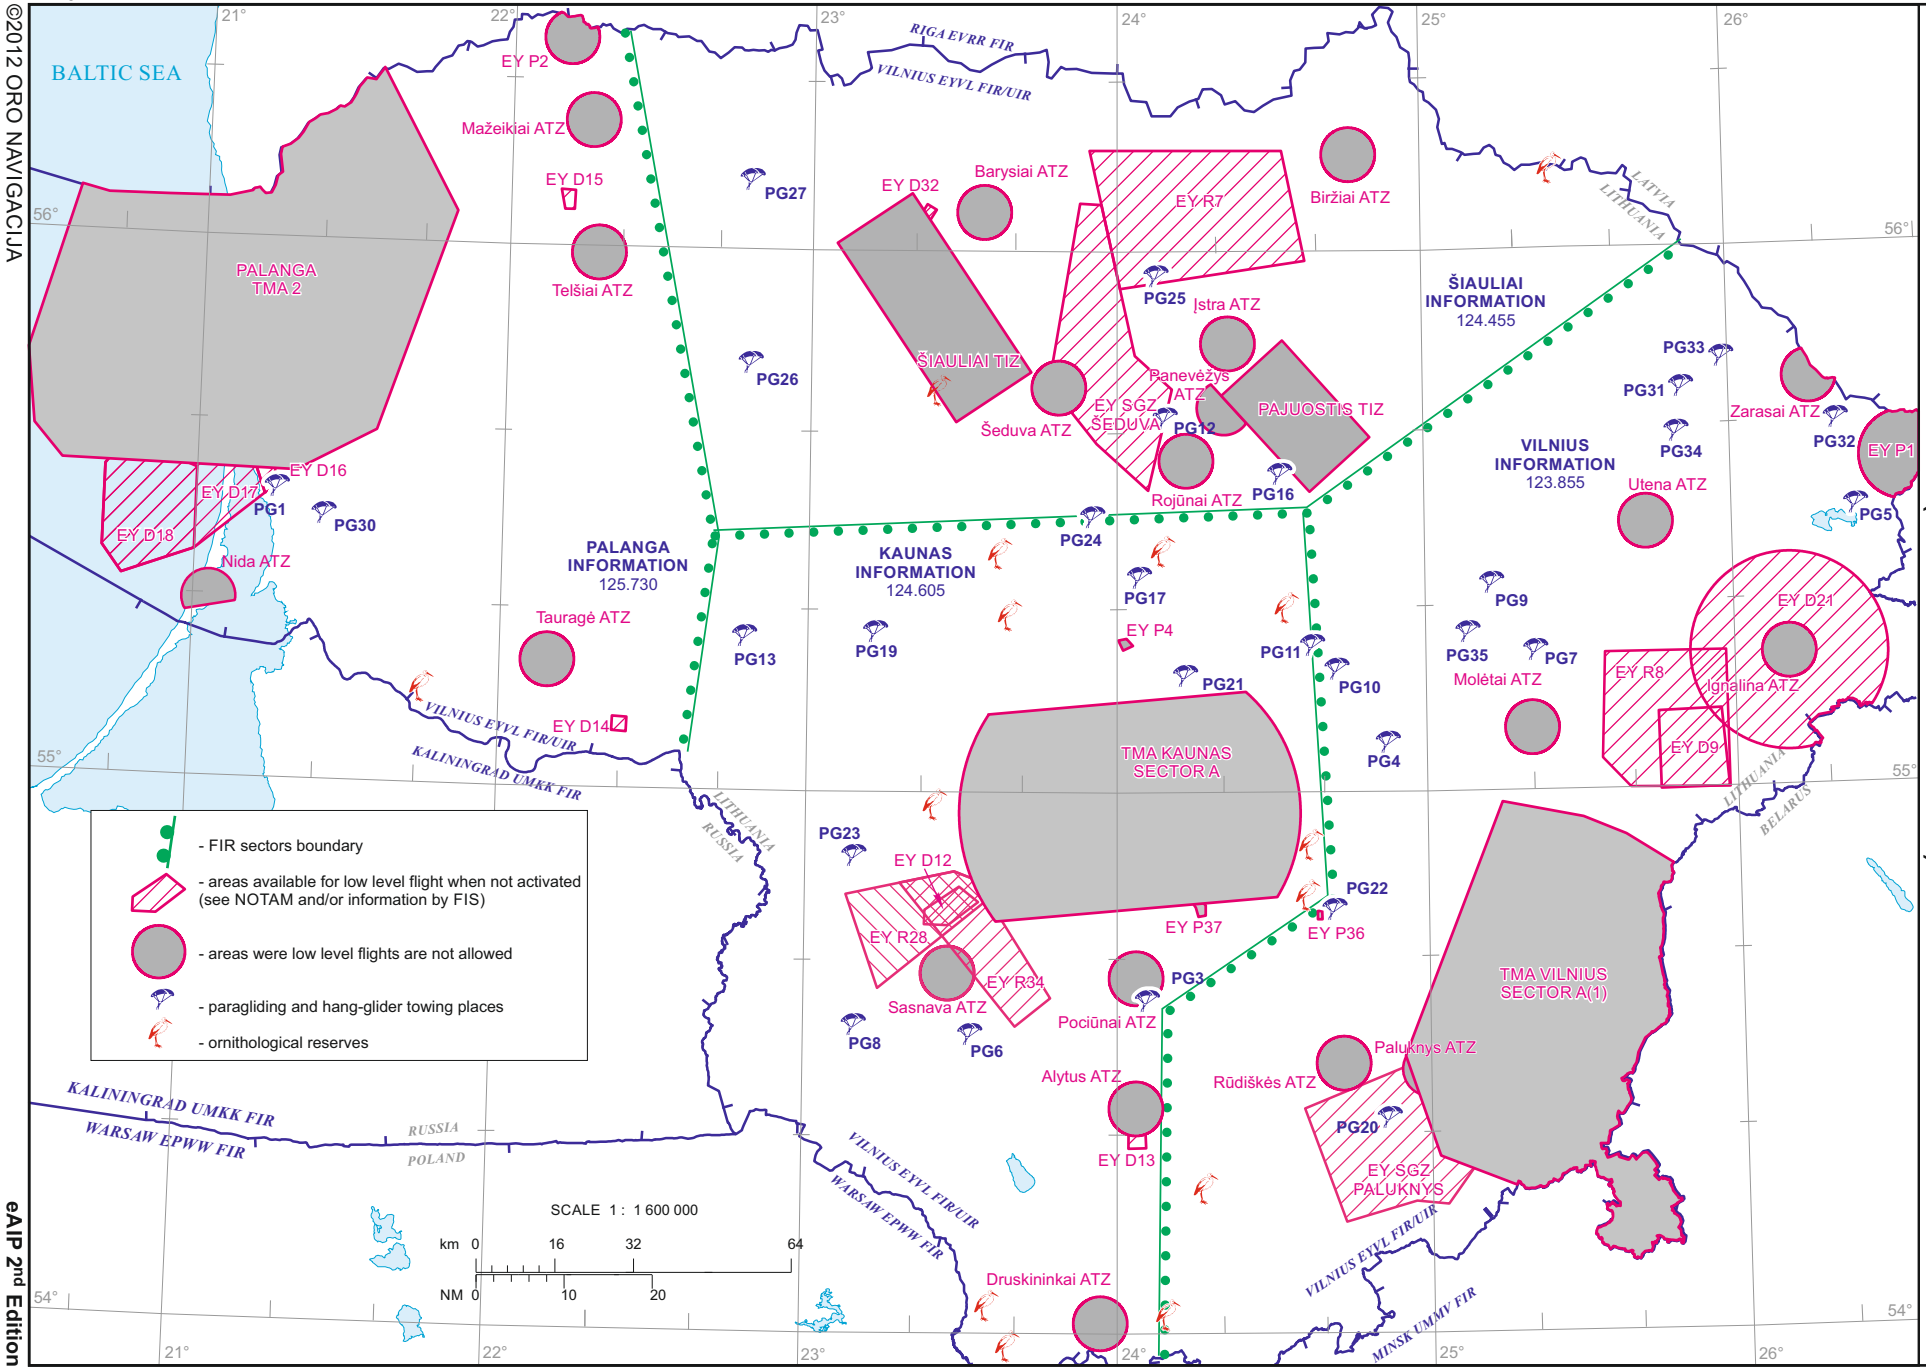 ©2012 ORO NAVIGACIJA
21°
22°
23°
24°
25°
26°
BALTIC SEA
EY P2
RIGA EVRR FIR
VILNIUS EYVL FIR/UIR
Mažeikiai ATZ
EY D15
PG27
EY D32
Barysiai ATZ
EY R7
Biržiai ATZ
LATVIA
LITHUANIA
56°
56°
PALANGA
TMA 2
Telšiai ATZ
PG25
Įstra ATZ
ŠIAULIAI
INFORMATION
124.455
PG26
ŠIAULIAI TIZ
Panevėžys
ATZ
PG33
PG31
Šeduva ATZ
EY SGZ
ŠEDUVA
PG12
PAJUOSTIS TIZ
Zarasai ATZ
PG32
PG34
EY P1
VILNIUS
INFORMATION
123.855
EY D16
EY D17
PG1
PG30
Rojūnai ATZ
PG16
Utena ATZ
PG5
EY D18
Nida ATZ
PALANGA
INFORMATION
125.730
KAUNAS
INFORMATION
124.605
PG24
PG17
PG9
EY D21
Tauragė ATZ
PG13
PG19
EY P4
PG11
PG35
PG7
PG21
PG10
Molėtai ATZ
EY R8
Ignalina ATZ
EY D14
VILNIUS EYVL FIR/UIR
KALININGRAD UMKK FIR
TMA KAUNAS
SECTOR A
PG4
EY D9
55°
55°
LITHUANIA
RUSSIA
LITHUANIA
BELARUS
- FIR sectors boundary
- areas available for low level flight when not activated
(see NOTAM and/or information by FIS)
- areas were low level flights are not allowed
- paragliding and hang-glider towing places
- ornithological reserves
PG23
EY D12
PG22
EY R28
EY P37
EY P36
EY R34
PG3
TMA VILNIUS
SECTOR A(1)
Sasnava ATZ
Pociūnai ATZ
PG8
PG6
Alytus ATZ
Rūdiškės ATZ
Paluknys ATZ
KALININGRAD UMKK FIR
WARSAW EPWW FIR
RUSSIA
POLAND
PG20
EY D13
EY SGZ
PALUKNYS
VILNIUS EYVL FIR/UIR
WARSAW EPWW FIR
SCALE 1 : 1 600 000
km 0 16 32 64
NM 0 10 20
VILNIUS EYVL FIR/UIR
MINSK UMMV FIR
Druskininkai ATZ
54°
54°
21°
22°
23°
24°
25°
26°
eAIP 2nd Edition